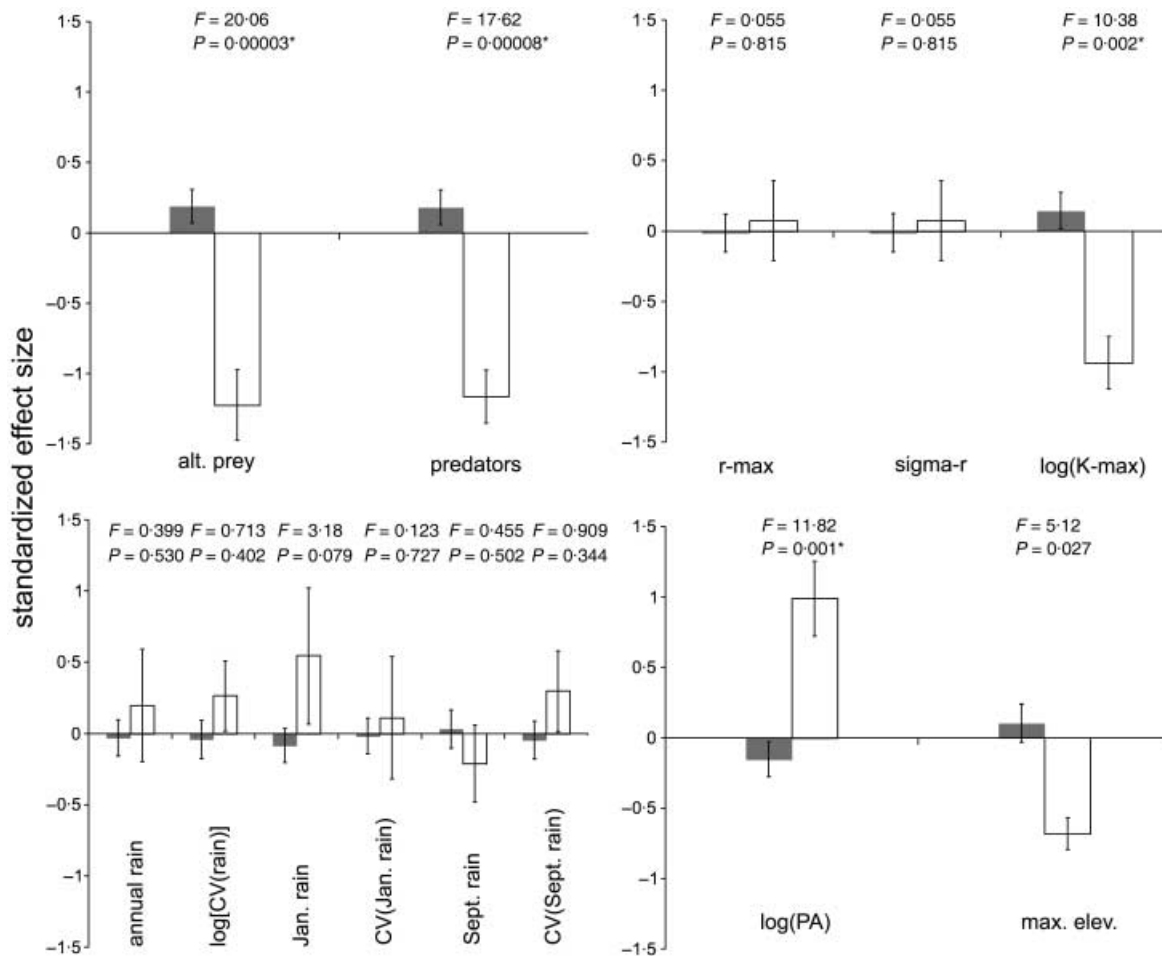 standardized effect size
1·5
1
0·5
0
–0·5
–1
–1·5
F = 20·06
P = 0·00003*
F = 17·62
P = 0·00008*
alt. prey
predators
1·5
1
0·5
0
–0·5
–1
–1·5
F = 0·055
P = 0·815
F = 0·055
P = 0·815
F = 10·38
P = 0·002*
r-max
sigma-r
log(K-max)
1·5
1
0·5
0
–0·5
–1
–1·5
F = 0·399
P = 0·530
F = 0·713
P = 0·402
F = 3·18
P = 0·079
F = 0·123
P = 0·727
F = 0·455
P = 0·502
F = 0·909
P = 0·344
annual rain
log[CV(rain)]
Jan. rain
CV(Jan. rain)
Sept. rain
CV(Sept. rain)
1·5
1
0·5
0
–0·5
–1
–1·5
F = 11·82
P = 0·001*
F = 5·12
P = 0·027
log(PA)
max. elev.